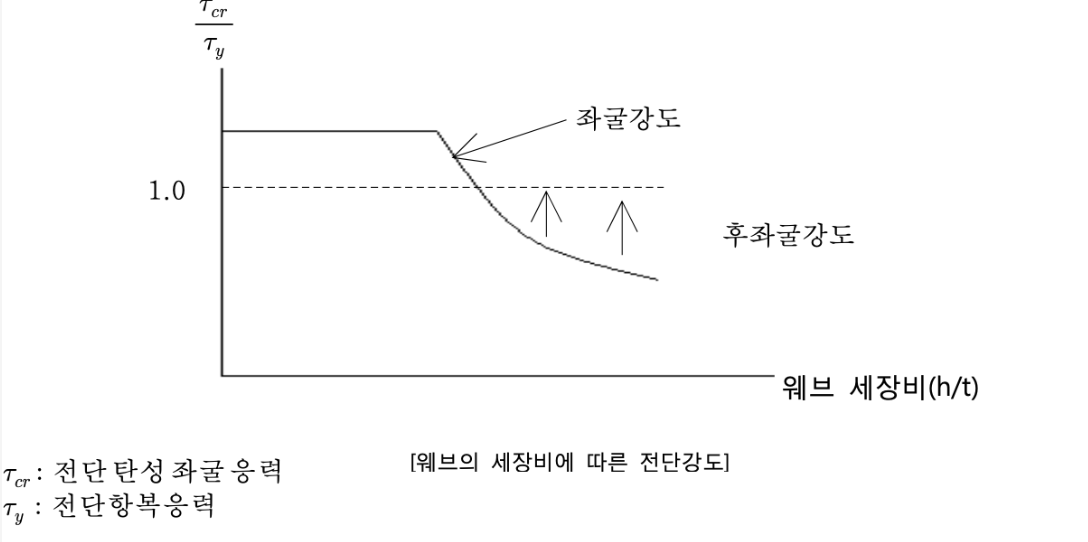 τcr
τy
좌굴강도
1.0
후좌굴강도
웨브 세장비(h/t)
[웨브의 세장비에 따른 전단강도]
τcr : 전단 탄성 좌굴 응력
τy : 전단항복응력